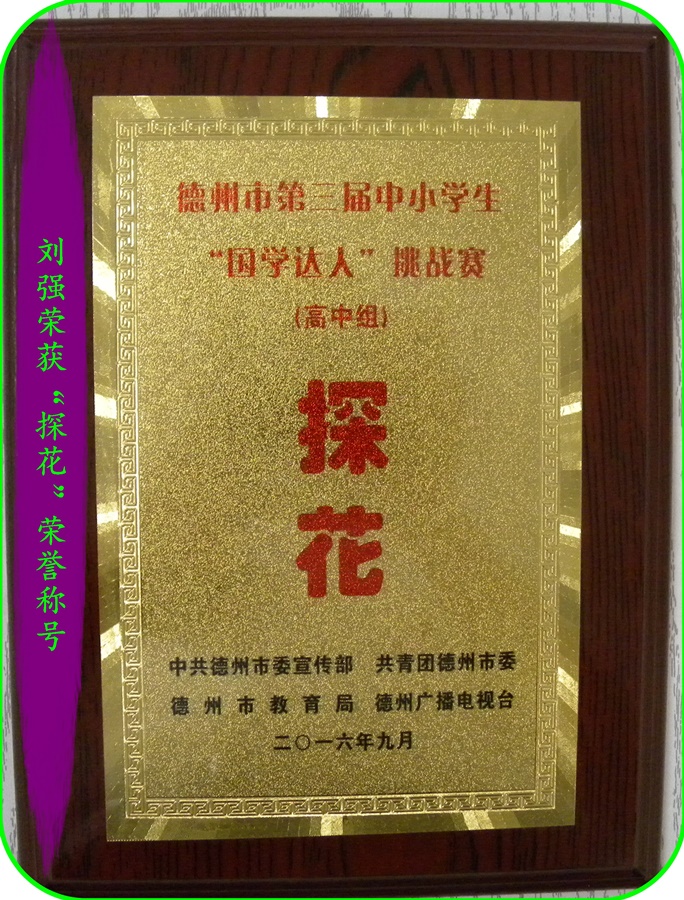 刘强荣获“探花”荣誉称号
德州市第三届中小学生
“国学达人”挑战赛
(高中组)
探
花
中共德州市委宣传部 共青团德州市委
德州市教育局 德州广播电视台
二〇一六年九月